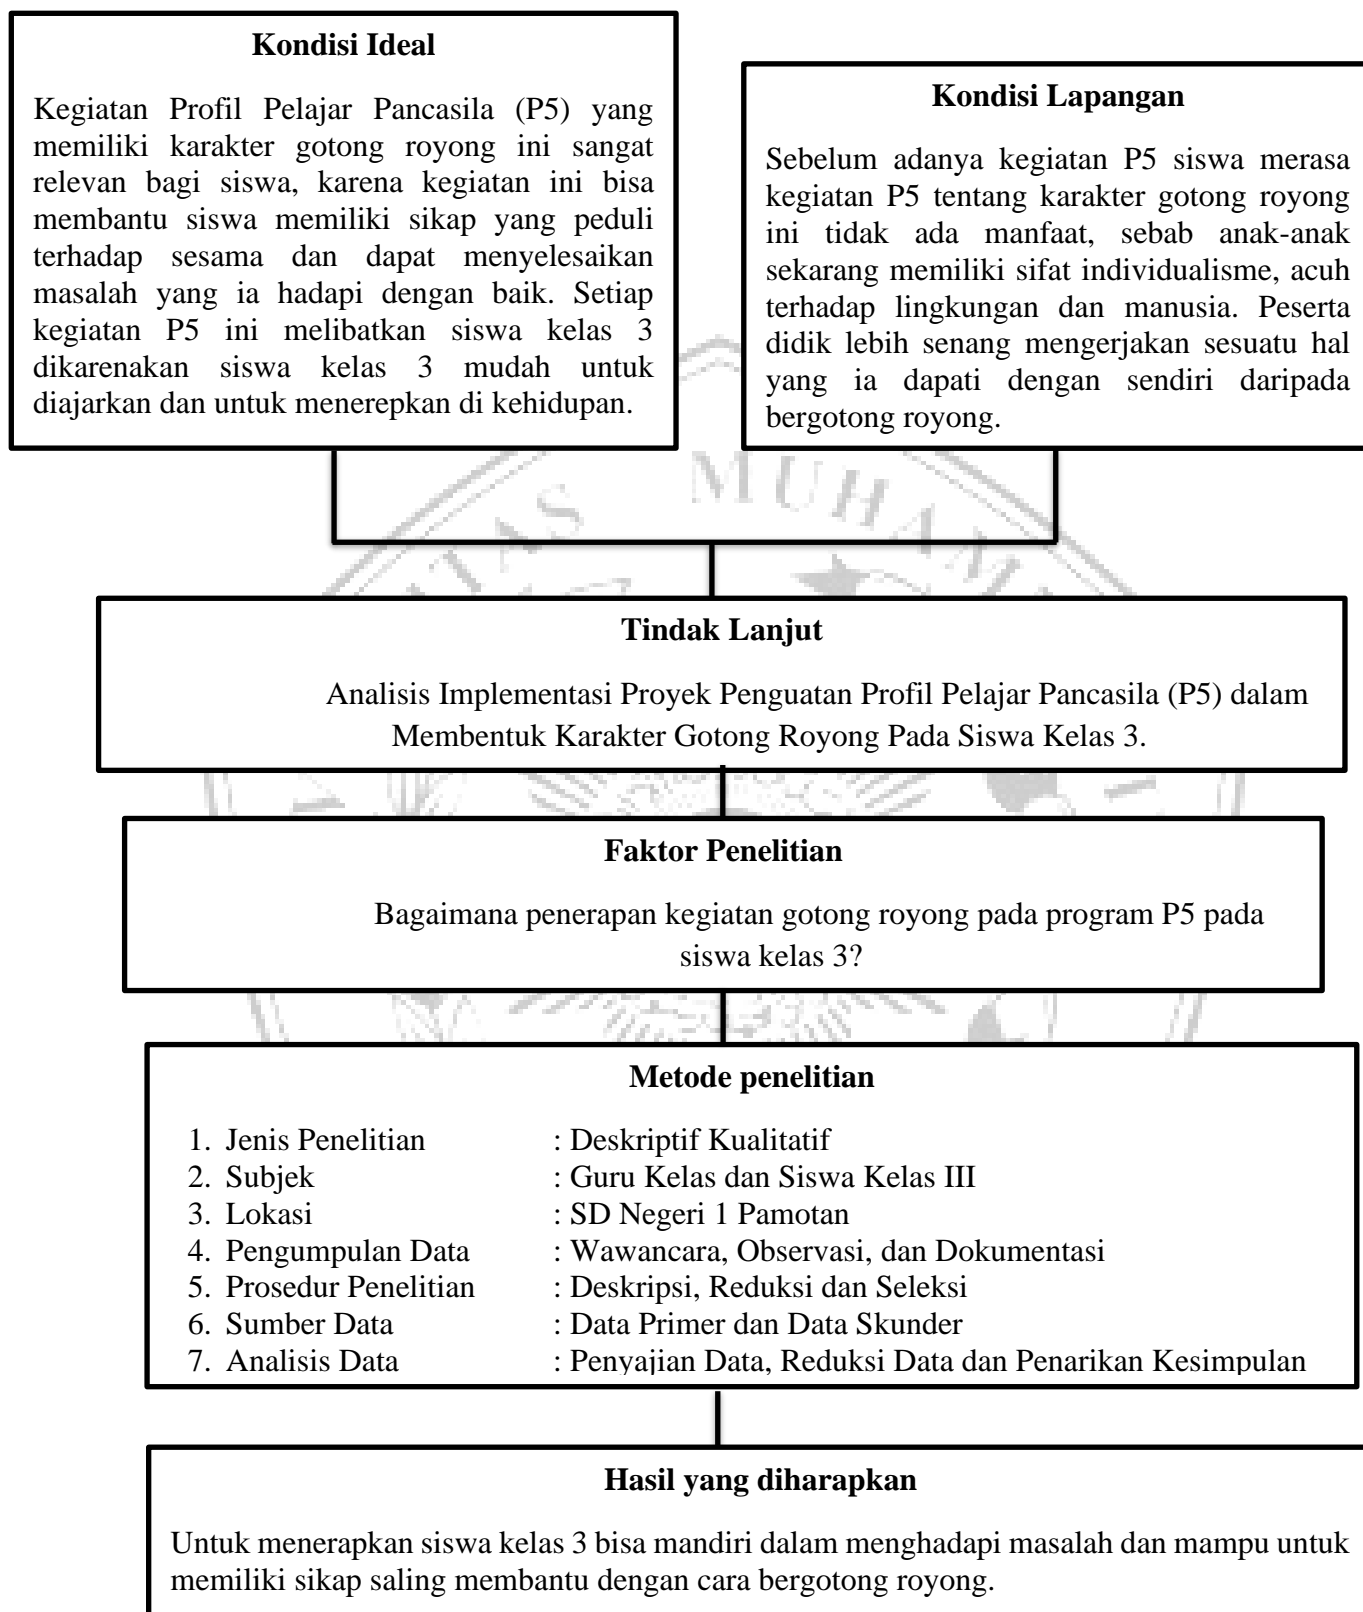 Kondisi Ideal
Kegiatan Profil Pelajar Pancasila (P5) yang
memiliki karakter gotong royong ini sangat
relevan bagi siswa, karena kegiatan ini bisa
membantu siswa memiliki sikap yang peduli
terhadap sesama dan dapat menyelesaikan
masalah yang ia hadapi dengan baik. Setiap
kegiatan P5 ini melibatkan siswa kelas 3
dikarenakan siswa kelas 3 mudah untuk
diajarkan dan untuk menerepkan di kehidupan.
Kondisi Lapangan
Sebelum adanya kegiatan P5 siswa merasa
kegiatan P5 tentang karakter gotong royong
ini tidak ada manfaat, sebab anak-anak
sekarang memiliki sifat individualisme, acuh
terhadap lingkungan dan manusia. Peserta
didik lebih senang mengerjakan sesuatu hal
yang ia dapati dengan sendiri daripada
bergotong royong.
TAS MUHAM
Tindak Lanjut
Analisis Implementasi Proyek Penguatan Profil Pelajar Pancasila (P5) dalam
Membentuk Karakter Gotong Royong Pada Siswa Kelas 3.
Faktor Penelitian
Bagaimana penerapan kegiatan gotong royong pada program P5 pada
siswa kelas 3?
Metode penelitian
1. Jenis Penelitian : Deskriptif Kualitatif
2. Subjek : Guru Kelas dan Siswa Kelas III
3. Lokasi : SD Negeri 1 Pamotan
4. Pengumpulan Data : Wawancara, Observasi, dan Dokumentasi
5. Prosedur Penelitian : Deskripsi, Reduksi dan Seleksi
6. Sumber Data : Data Primer dan Data Skunder
7. Analisis Data : Penyajian Data, Reduksi Data dan Penarikan Kesimpulan
Hasil yang diharapkan
Untuk menerapkan siswa kelas 3 bisa mandiri dalam menghadapi masalah dan mampu untuk
memiliki sikap saling membantu dengan cara bergotong royong.